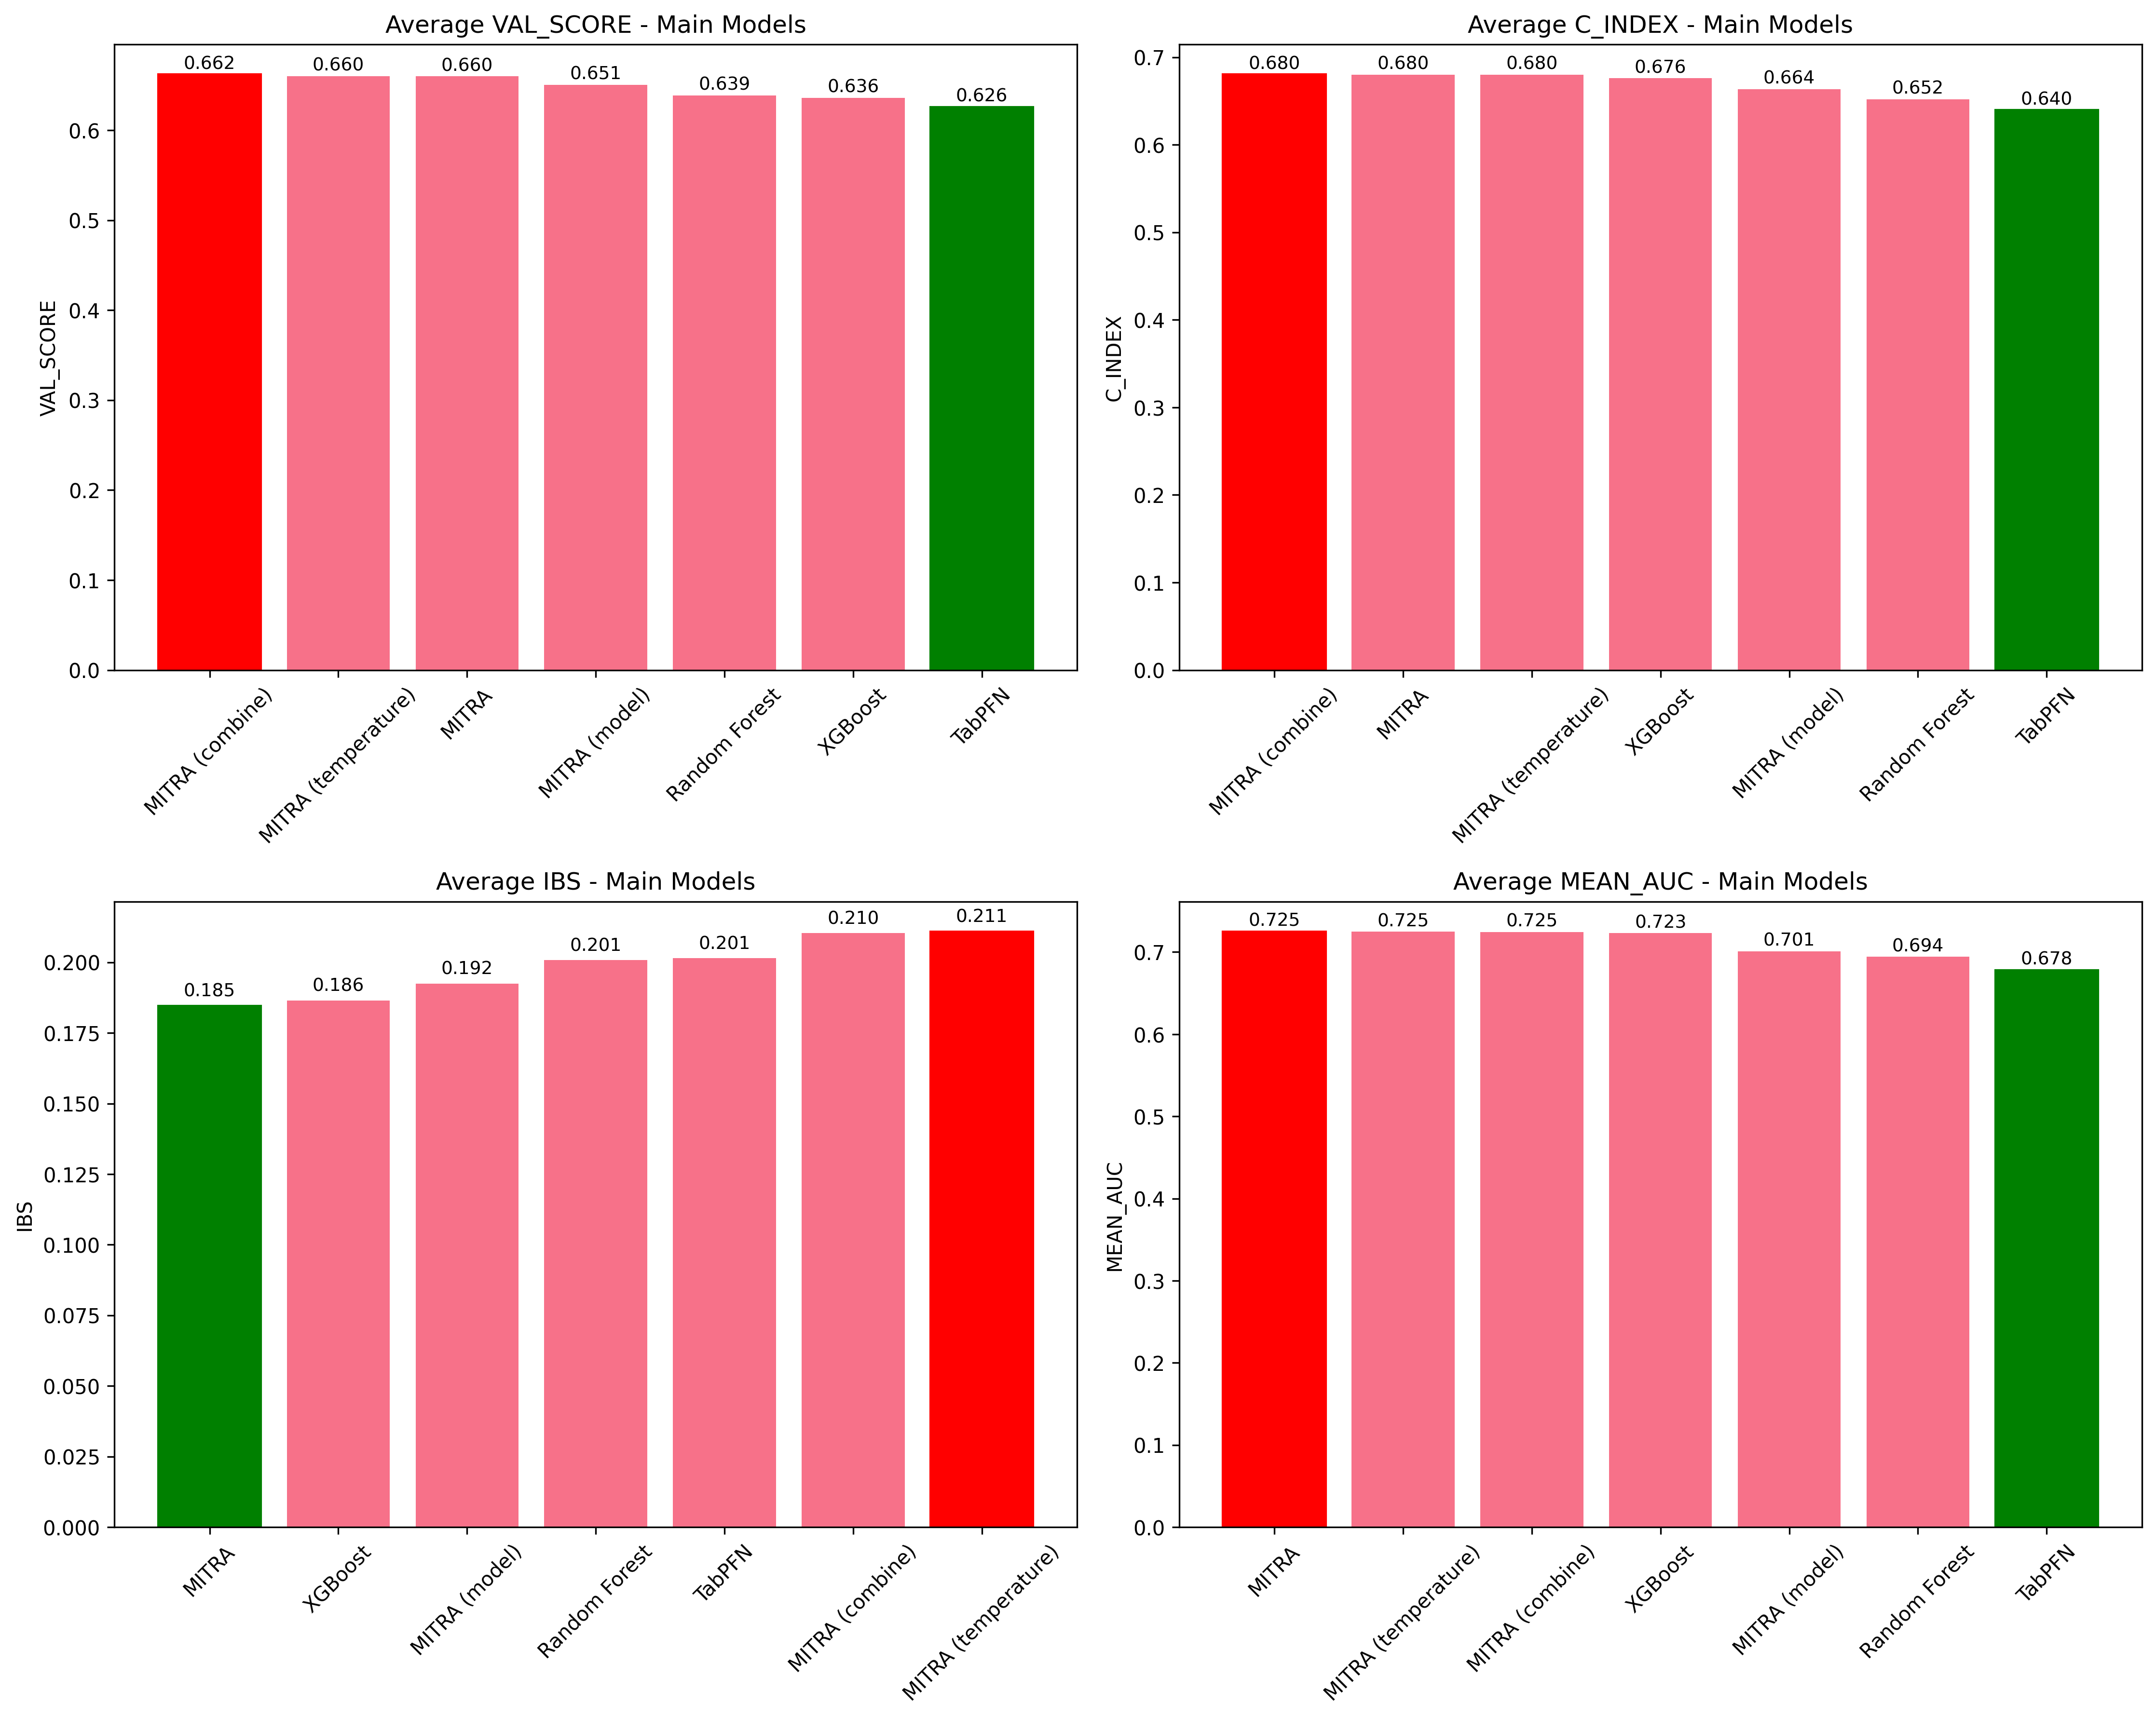 Average VAL_SCORE - Main Models
0.662 0.660 0.660 0.651 0.639 0.636 0.626
VAL_SCORE
0.6
0.5
0.4
0.3
0.2
0.1
0.0
MITRA (combine)
MITRA (temperature)
MITRA
MITRA (model)
Random Forest
XGBoost
TabPFN
Average C_INDEX - Main Models
0.680 0.680 0.680 0.676 0.664 0.652 0.640
C_INDEX
0.7
0.6
0.5
0.4
0.3
0.2
0.1
0.0
MITRA (combine)
MITRA
MITRA (temperature)
XGBoost
MITRA (model)
Random Forest
TabPFN
Average IBS - Main Models
0.185 0.186 0.192 0.201 0.201 0.210 0.211
IBS
0.200
0.175
0.150
0.125
0.100
0.075
0.050
0.025
0.000
MITRA
XGBoost
MITRA (model)
Random Forest
TabPFN
MITRA (combine)
MITRA (temperature)
Average MEAN_AUC - Main Models
0.725 0.725 0.725 0.723 0.701 0.694 0.678
MEAN_AUC
0.7
0.6
0.5
0.4
0.3
0.2
0.1
0.0
MITRA
MITRA (temperature)
MITRA (combine)
XGBoost
MITRA (model)
Random Forest
TabPFN